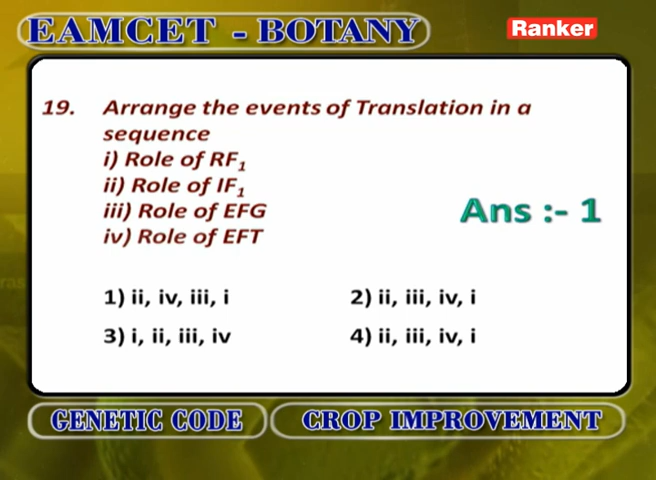 EAMCET - BOTANY
Ranker
19. Arrange the events of Translation in a
sequence
i) Role of RF₁
ii) Role of IF₁
iii) Role of EFG
iv) Role of EFT
Ans :- 1
1) ii, iv, iii, i
2) ii, iii, iv, i
3) i, ii, iii, iv
4) ii, iii, iv, i
GENETIC CODE
CROP IMPROVEMENT